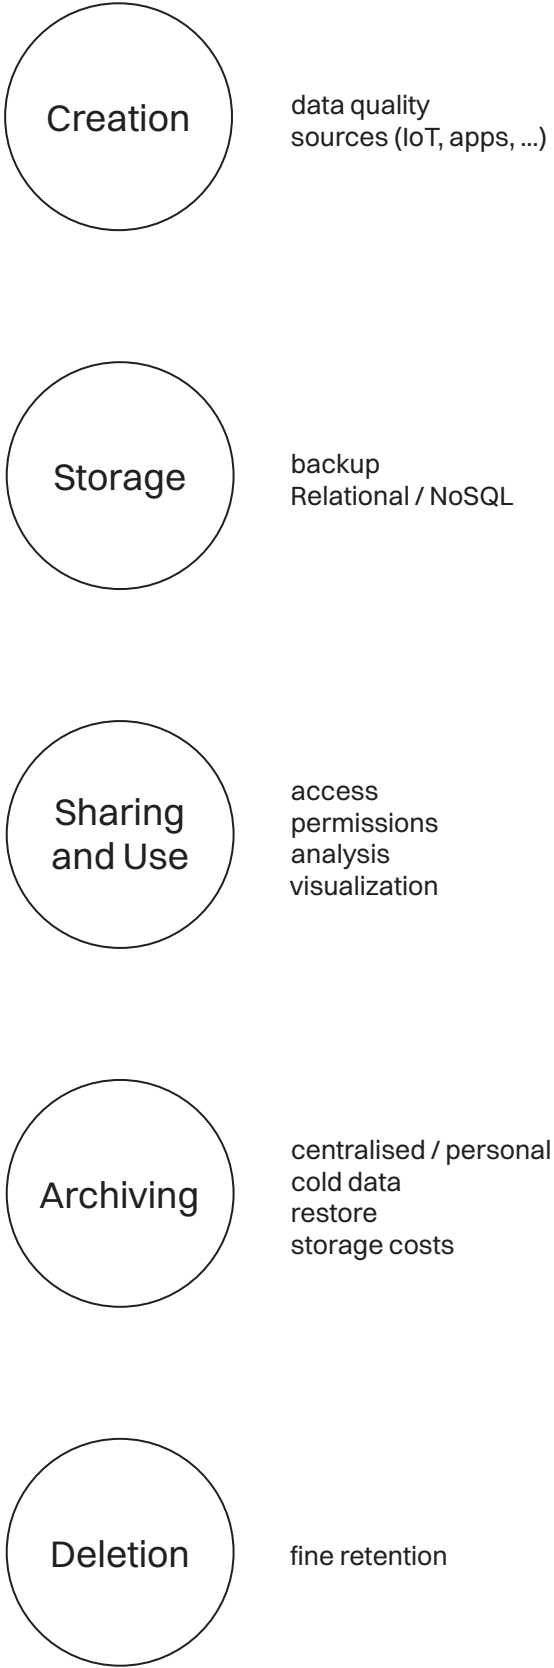 Creation
data quality
sources (IoT, apps, ...)
Storage
backup
Relational / NoSQL
Sharing
and Use
access
permissions
analysis
visualization
Archiving
centralised / personal
cold data
restore
storage costs
Deletion
fine retention